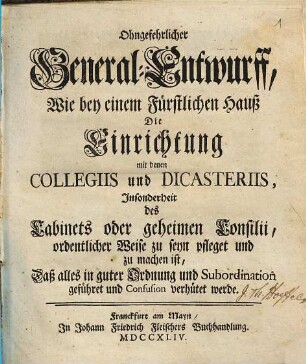 1
Ohngefehrlicher
General-Entwurff,
Wie bey einem Fürstlichen Hauß
Die
Einrichtung
mit denen
COLLEGIIS und DICASTERIIS,
Insonderheit
des
Cabinets oder geheimen Consilii,
ordentlicher Weise zu seyn pfleget und
zu machen ist,
Daß alles in guter Ordnung und Subordination
geführet und Confusion verhütet werde.
Franckfurt am Mayn,
In Johann Friedrich Fleischers Buchhandlung.
MDCCXLIV.